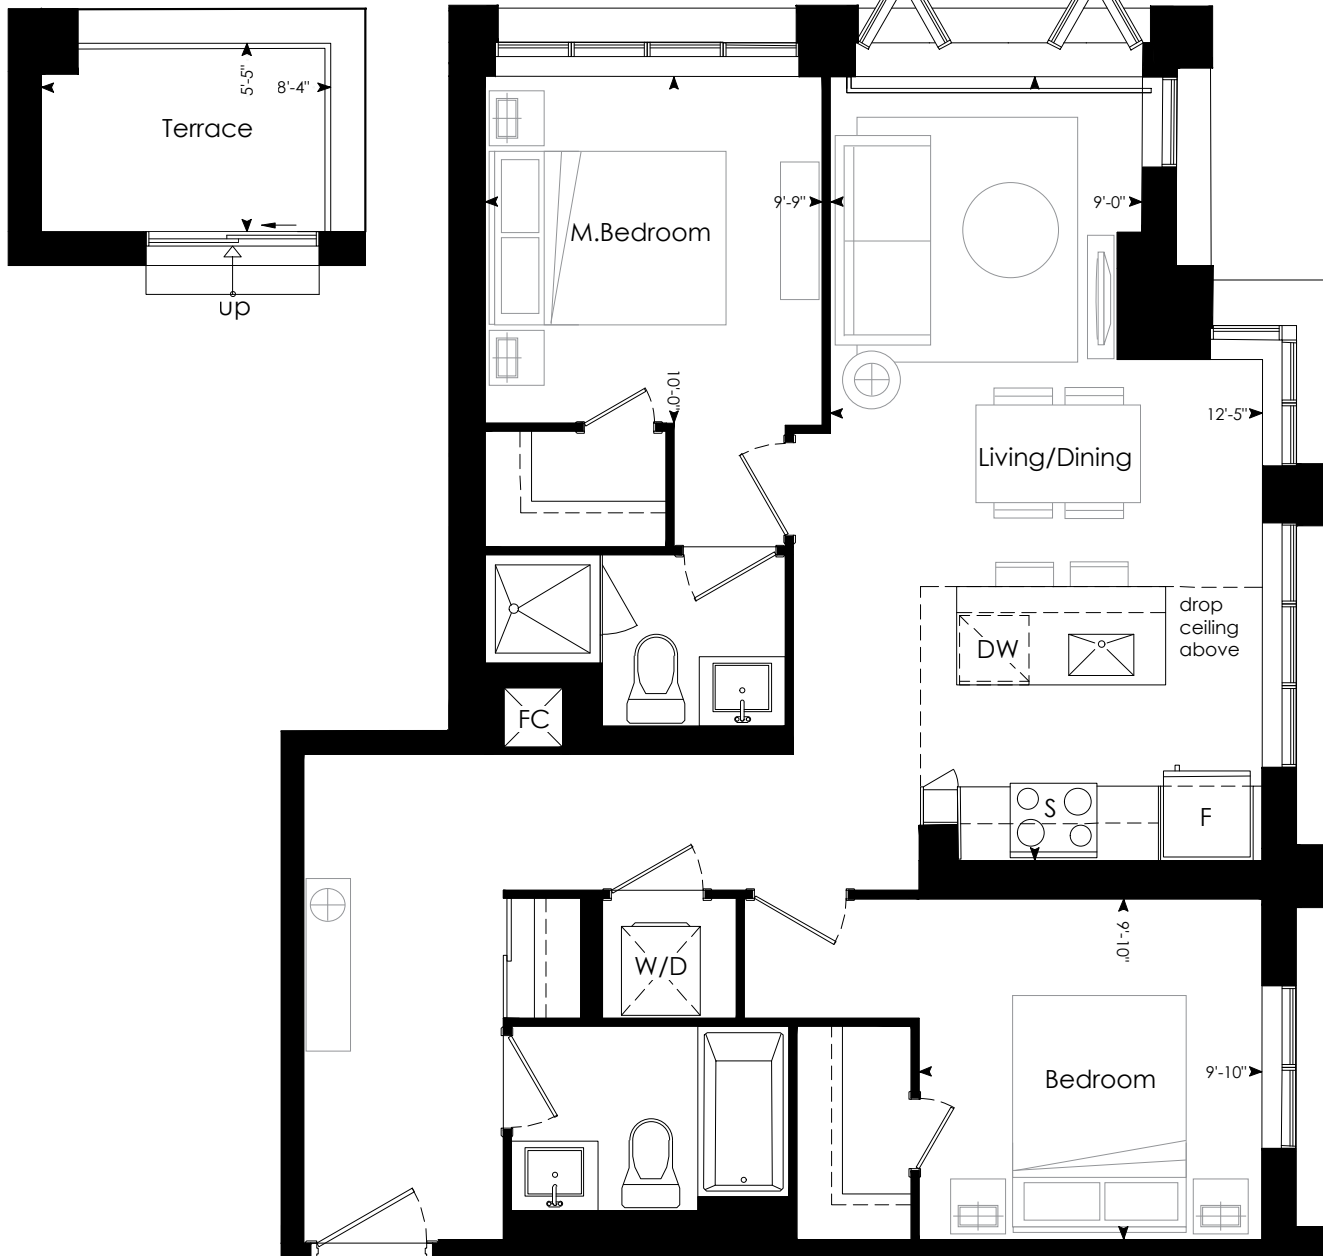 5'-5"
8'-4"
Terrace
up
9'-9"
9'-0"
M.Bedroom
10'-0"
12'-5"
Living/Dining
drop
ceiling
above
DW
FC
S
F
W/D
9'-10"
Bedroom
9'-10"